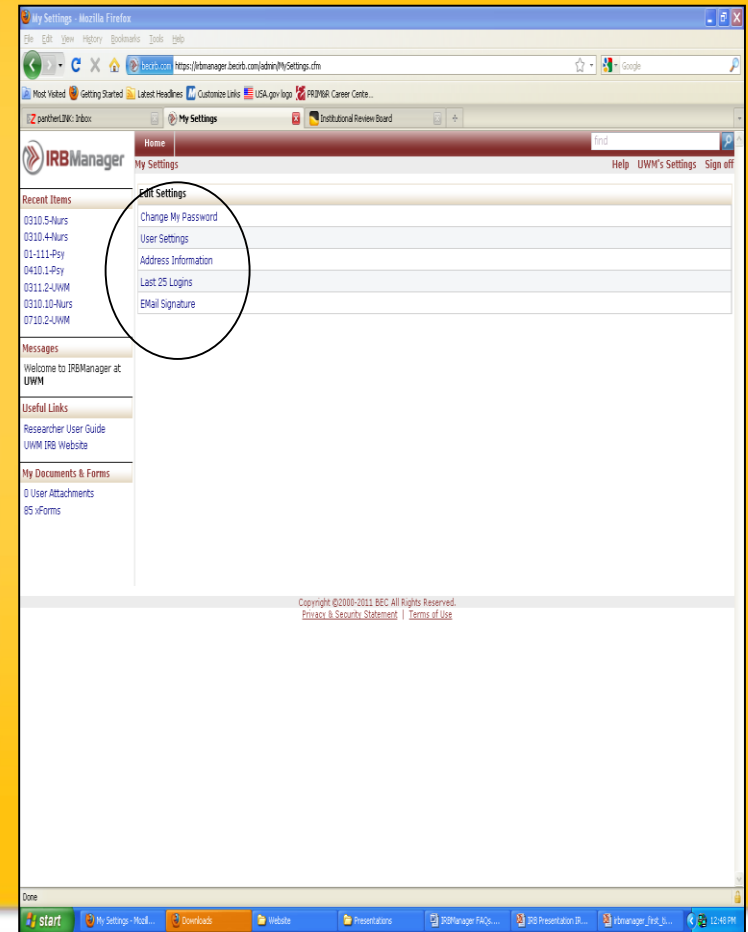 My Settings - Mozilla Firefox
File Edit View History Bookmarks Tools Help
becirb.com https://irbmanager.becirb.com/admin/MySettings.cfm
Google
Most Visited Getting Started Latest Headlines Customize Links USA.gov logo PRIM&R Career Cente...
pantherLINK: Inbox My Settings Institutional Review Board
Home find
IRBManager
My Settings Help UWM's Settings Sign off
Recent Items
0310.5-Nurs
0310.4-Nurs
01-111-Psy
0410.1-Psy
0311.2-UWM
0310.10-Nurs
0710.2-UWM
Messages
Welcome to IRBManager at
UWM
Useful Links
Researcher User Guide
UWM IRB Website
My Documents & Forms
0 User Attachments
85 xForms
Edit Settings
Change My Password
User Settings
Address Information
Last 25 Logins
EMail Signature
Copyright ©2000-2011 BEC All Rights Reserved.
Privacy & Security Statement | Terms of Use
Done
start My Settings - Mozill... Downloads Website Presentations IRBManager FAQs.... IRB Presentation IR... irbmanager_first_ti... 12:48 PM